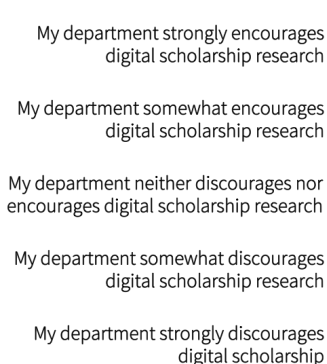 My department strongly encourages
digital scholarship research
My department somewhat encourages
digital scholarship research
My department neither discourages nor
encourages digital scholarship research
My department somewhat discourages
digital scholarship research
My department strongly discourages
digital scholarship